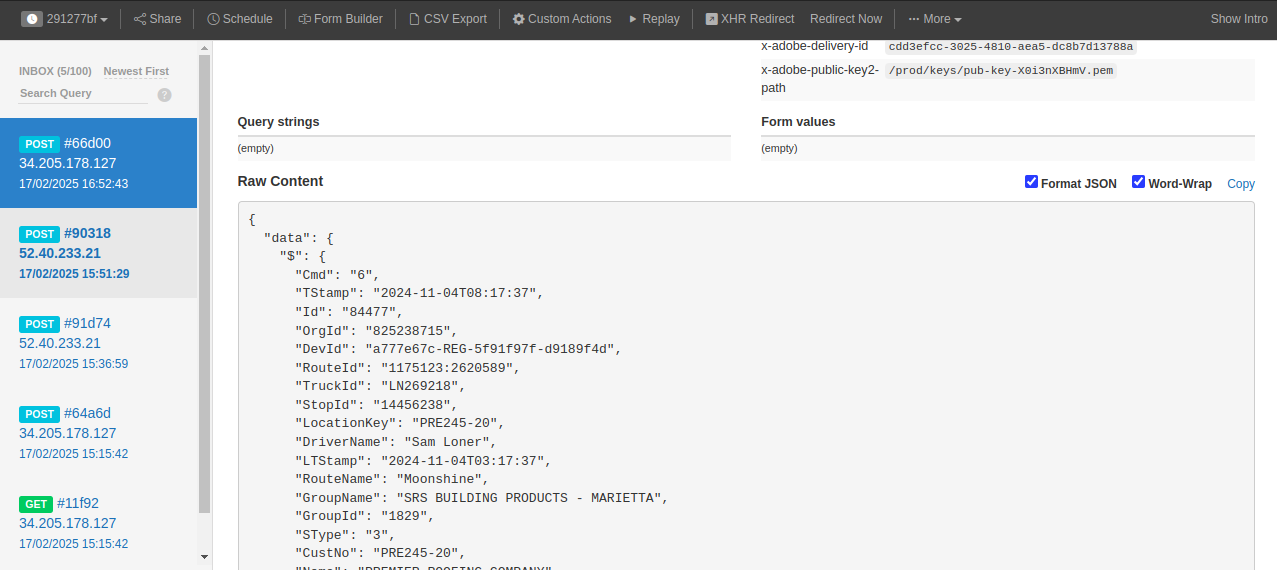 291277bf
Share
Schedule
Form Builder
CSV Export
Custom Actions
Replay
XHR Redirect
Redirect Now
··· More
Show Intro
INBOX (5/100) Newest First
Search Query
?
POST #66d00
34.205.178.127
17/02/2025 16:52:43
POST #90318
52.40.233.21
17/02/2025 15:51:29
POST #91d74
52.40.233.21
17/02/2025 15:36:59
POST #64a6d
34.205.178.127
17/02/2025 15:15:42
GET #11f92
34.205.178.127
17/02/2025 15:15:42
x-adobe-delivery-id cdd3efcc-3025-4810-aea5-dc8b7d13788a
x-adobe-public-key2- /prod/keys/pub-key-X0i3nXBHmV.pem
path
Query strings
(empty)
Form values
(empty)
Raw Content
Format JSON
Word-Wrap
Copy
{
"data": {
"$": {
"Cmd": "6",
"TStamp": "2024-11-04T08:17:37",
"Id": "84477",
"OrgId": "825238715",
"DevId": "a777e67c-REG-5f91f97f-d9189f4d",
"RouteId": "1175123:2620589",
"TruckId": "LN269218",
"StopId": "14456238",
"LocationKey": "PRE245-20",
"DriverName": "Sam Loner",
"LTStamp": "2024-11-04T03:17:37",
"RouteName": "Moonshine",
"GroupName": "SRS BUILDING PRODUCTS - MARIETTA",
"GroupId": "1829",
"SType": "3",
"CustNo": "PRE245-20",
"Name": "PREMIER ROOFING COMPANY"